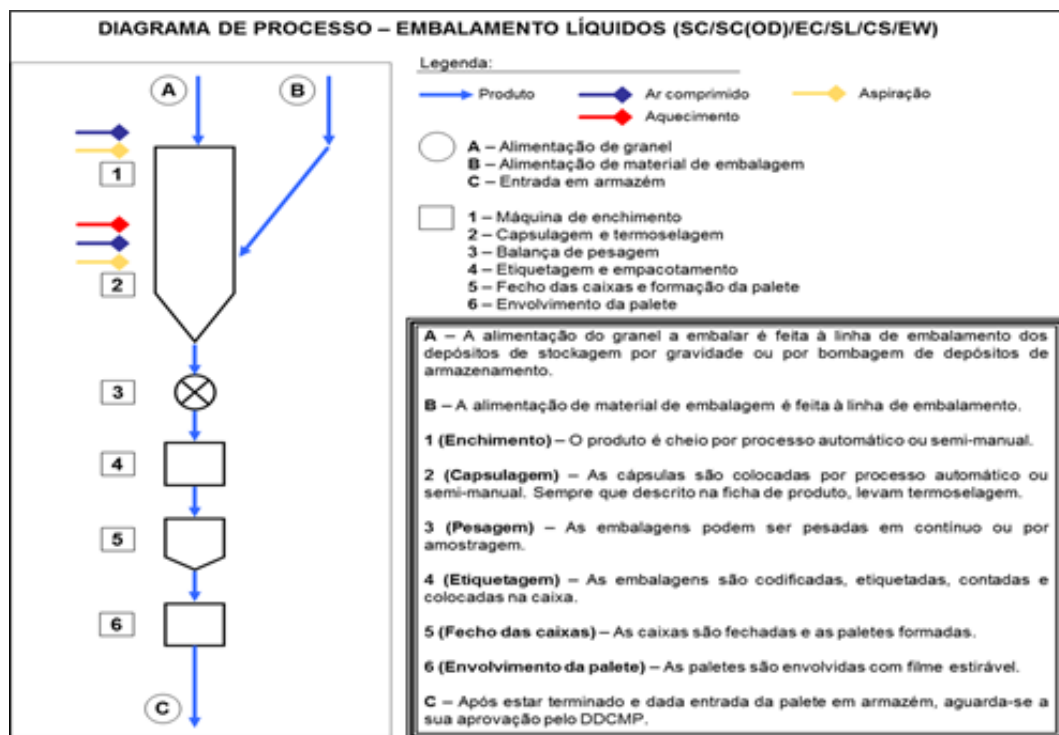 DIAGRAMA DE PROCESSO – EMBALAMENTO LÍQUIDOS (SC/SC(OD)/EC/SL/CS/EW)
A
B
1
2
3
4
5
6
C
Legenda:
Produto
Ar comprimido
Aspiração
Aquecimento
A – Alimentação de granel
B – Alimentação de material de embalagem
C – Entrada em armazém
1 – Máquina de enchimento
2 – Capsulagem e termoselagem
3 – Balança de pesagem
4 – Etiquetagem e empacotamento
5 – Fecho das caixas e formação da palete
6 – Envolvimento da palete
A – A alimentação do granel a embalar é feita à linha de embalamento dos
depósitos de stockagem por gravidade ou por bombagem de depósitos de
armazenamento.
B – A alimentação de material de embalagem é feita à linha de embalamento.
1 (Enchimento) – O produto é cheio por processo automático ou semi-manual.
2 (Capsulagem) – As cápsulas são colocadas por processo automático ou
semi-manual. Sempre que descrito na ficha de produto, levam termoselagem.
3 (Pesagem) – As embalagens podem ser pesadas em contínuo ou por
amostragem.
4 (Etiquetagem) – As embalagens são codificadas, etiquetadas, contadas e
colocadas na caixa.
5 (Fecho das caixas) – As caixas são fechadas e as paletes formadas.
6 (Envolvimento da palete) – As paletes são envolvidas com filme estirável.
C – Após estar terminado e dada entrada da palete em armazém, aguarda-se a
sua aprovação pelo DDCMP.